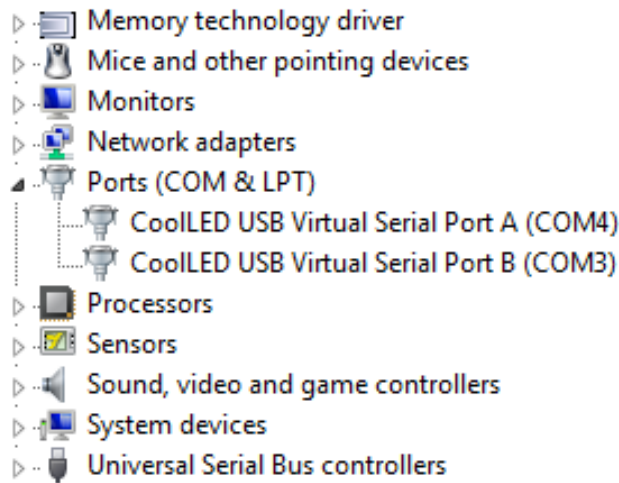 Memory technology driver
Mice and other pointing devices
Monitors
Network adapters
Ports (COM & LPT)
CoolLED USB Virtual Serial Port A (COM4)
CoolLED USB Virtual Serial Port B (COM3)
Processors
Sensors
Sound, video and game controllers
System devices
Universal Serial Bus controllers